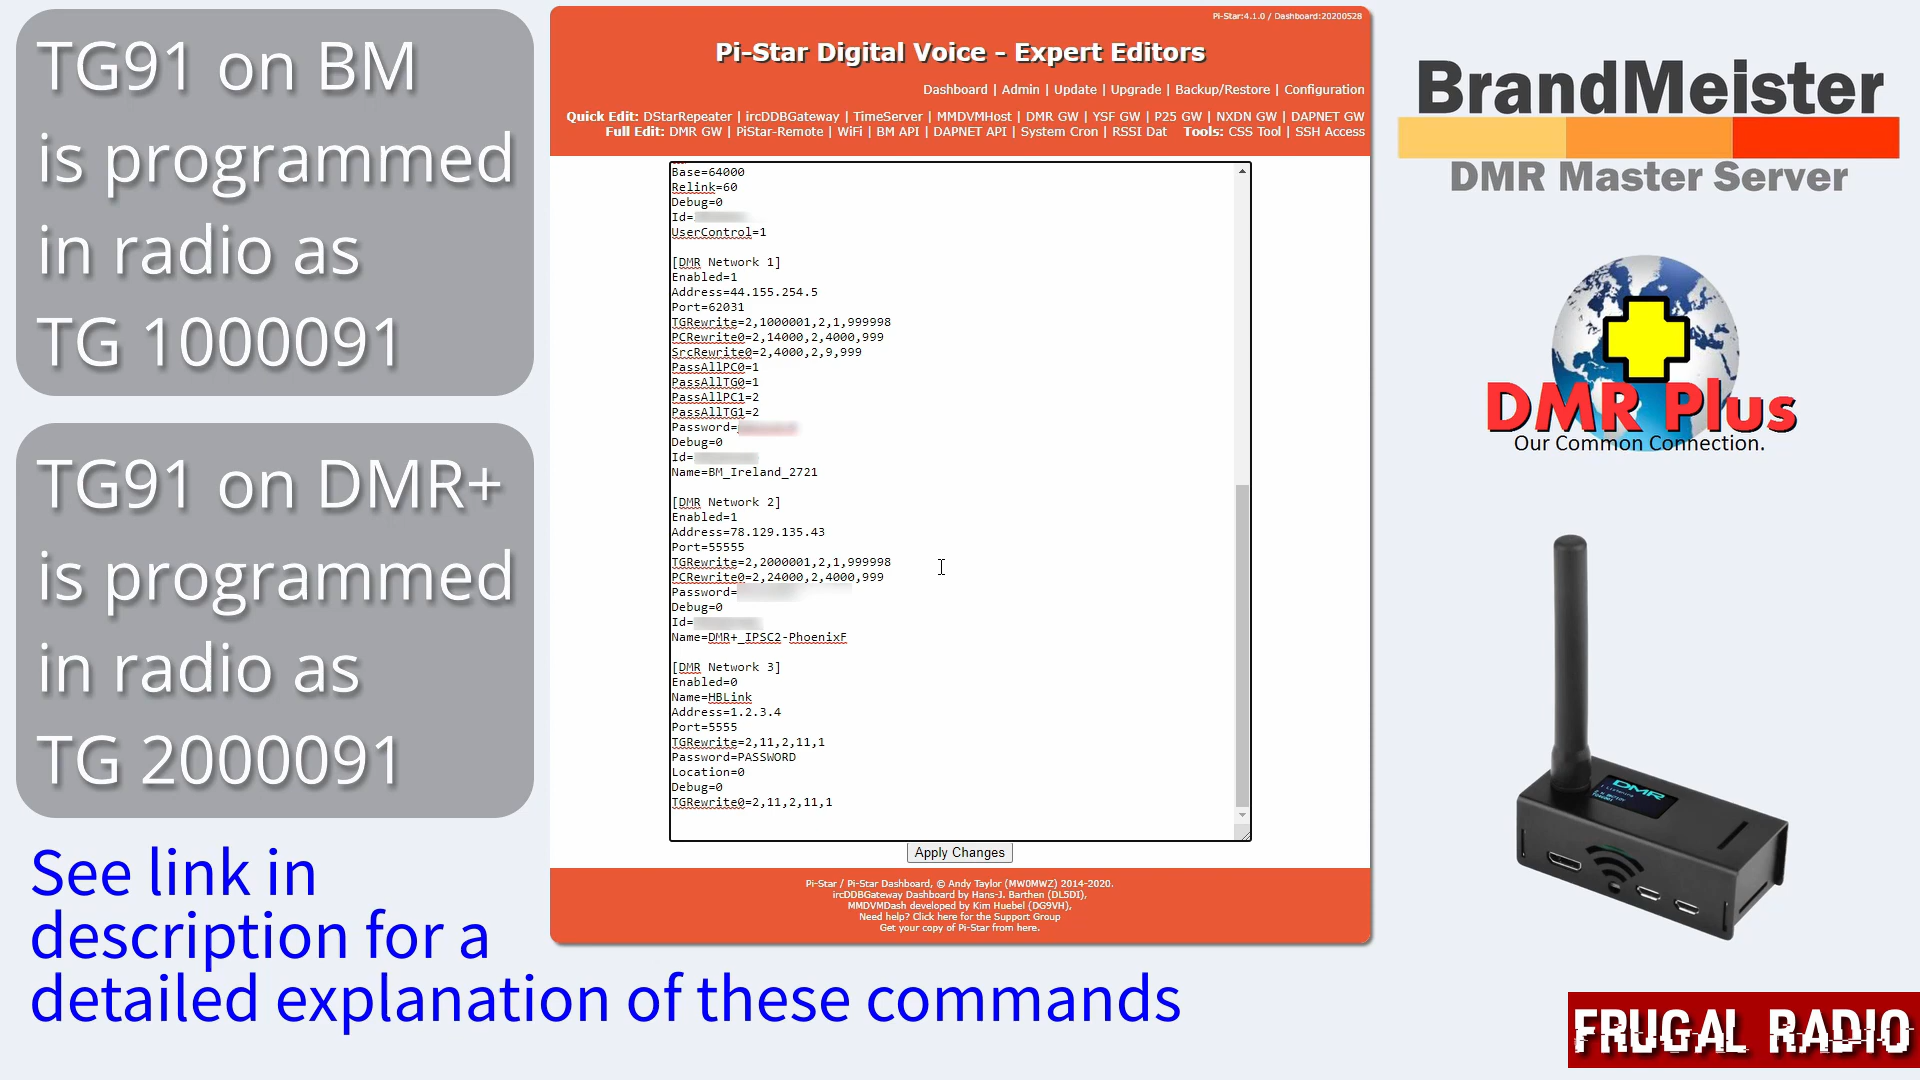 TG91 on BM
is programmed
in radio as
TG 1000091
TG91 on DMR+
is programmed
in radio as
TG 2000091
See link in
description for a
detailed explanation of these commands
Pi-Star:4.1.0 / Dashboard:20200528
Pi-Star Digital Voice - Expert Editors
Dashboard | Admin | Update | Upgrade | Backup/Restore | Configuration
Quick Edit: DStarRepeater | ircDDBGateway | TimeServer | MMDVMHost | DMR GW | YSF GW | P25 GW | NXDN GW | DAPNET GW
Full Edit: DMR GW | PiStar-Remote | WiFi | BM API | DAPNET API | System Cron | RSSI Dat Tools: CSS Tool | SSH Access
Base=64000
Relink=60
Debug=0
Id=
UserControl=1
[DMR Network 1]
Enabled=1
Address=44.155.254.5
Port=62031
TGRewrite=2,1000001,2,1,999998
PCRewrite0=2,14000,2,4000,999
SrcRewrite0=2,4000,2,9,999
PassAllPC0=1
PassAllTG0=1
PassAllPC1=2
PassAllTG1=2
Password=
Debug=0
Id=
Name=BM_Ireland_2721
[DMR Network 2]
Enabled=1
Address=78.129.135.43
Port=55555
TGRewrite=2,2000001,2,1,999998
PCRewrite0=2,24000,2,4000,999
Password=
Debug=0
Id=
Name=DMR+_IPSC2-PhoenixF
[DMR Network 3]
Enabled=0
Name=HBLink
Address=1.2.3.4
Port=5555
TGRewrite=2,11,2,11,1
Password=PASSWORD
Location=0
Debug=0
TGRewrite0=2,11,2,11,1
Apply Changes
Pi-Star / Pi-Star Dashboard, © Andy Taylor (MW0MWZ) 2014-2020.
ircDDBGateway Dashboard by Hans-J. Barthen (DL5DI),
MMDVMDash developed by Kim Huebel (DG9VH),
Need help? Click here for the Support Group
Get your copy of Pi-Star from here.
BrandMeister
DMR Master Server
DMR Plus
Our Common Connection.
DMR
FRUGAL RADIO